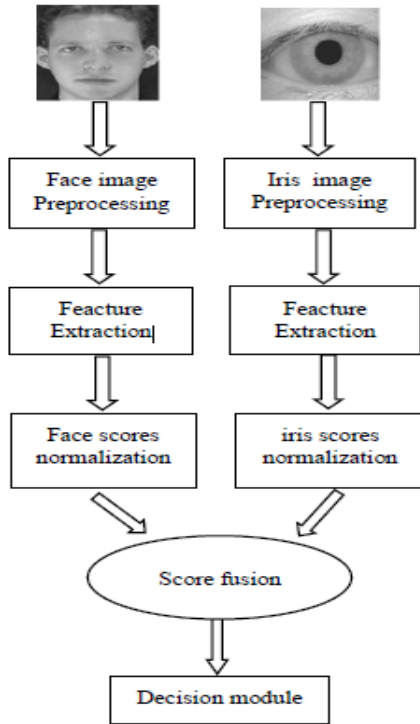 Face image
Preprocessing
Iris image
Preprocessing
Feacture
Extraction
Feacture
Extraction
Face scores
normalization
iris scores
normalization
Score fusion
Decision module